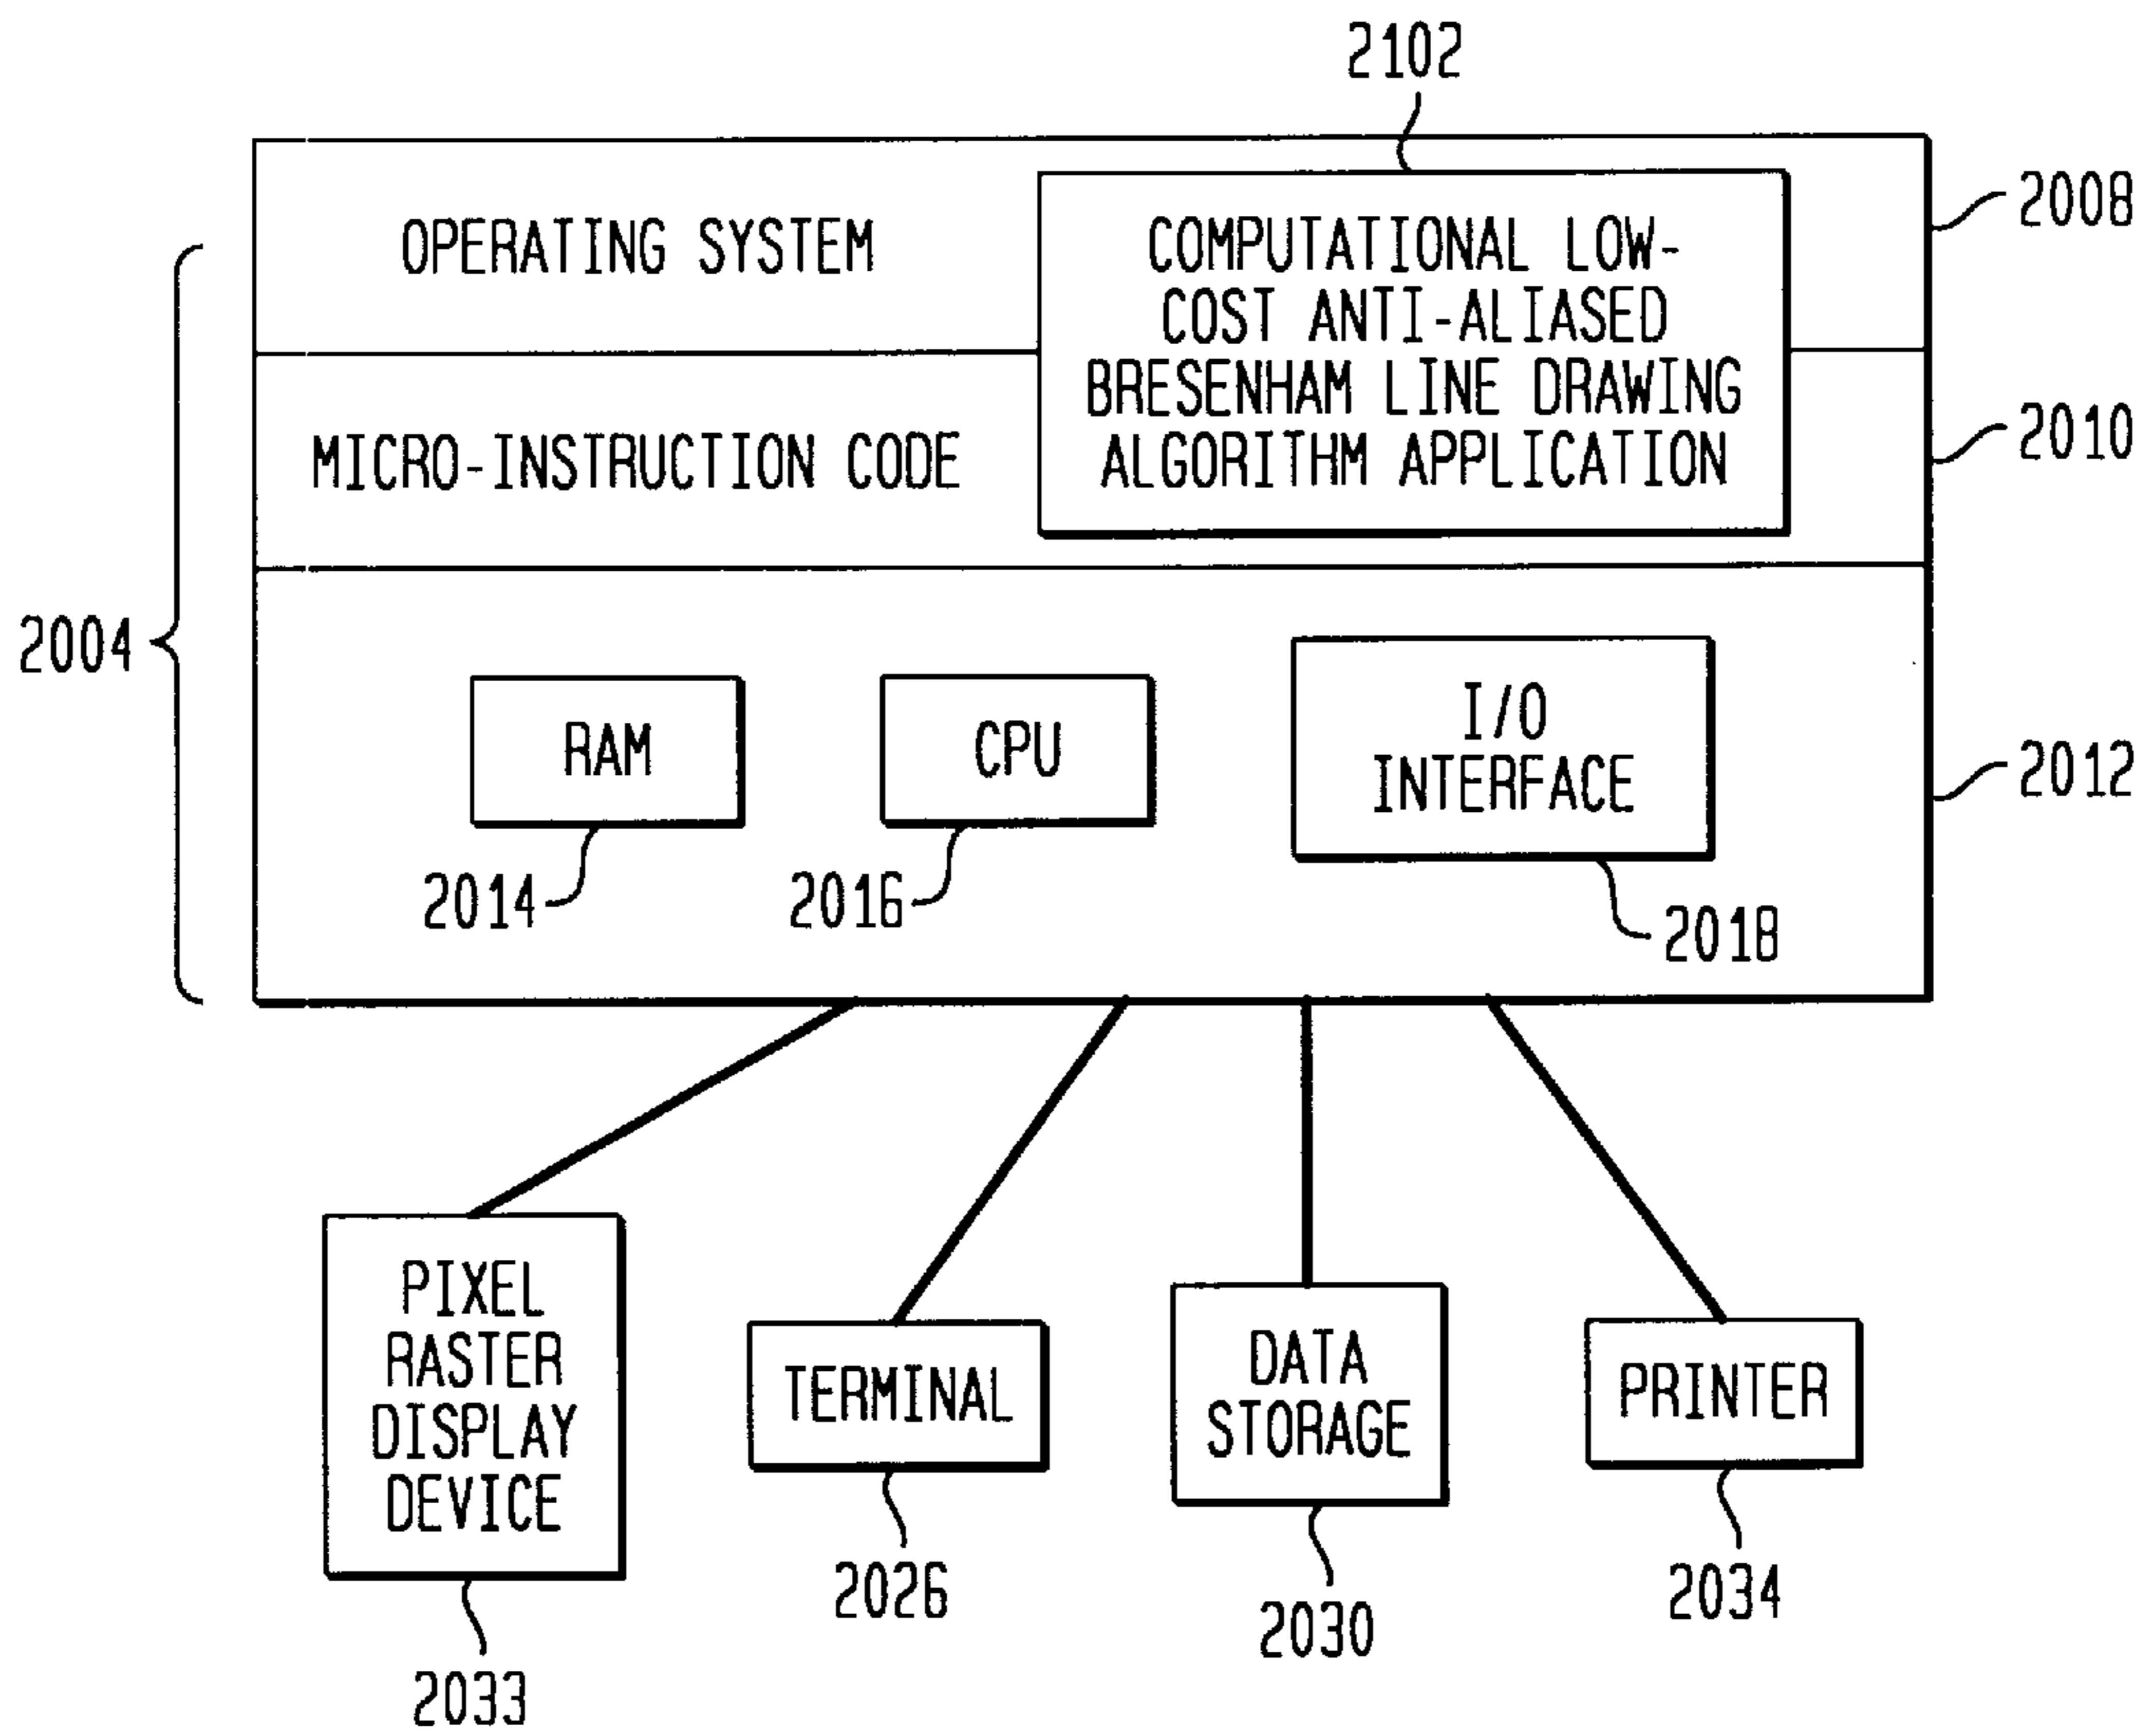 2102
2008
OPERATING SYSTEM
COMPUTATIONAL LOW-
COST ANTI-ALIASED
BRESENHAM LINE DRAWING
ALGORITHM APPLICATION
MICRO-INSTRUCTION CODE
2010
2004
RAM
CPU
I/O
INTERFACE
2012
2014
2016
2018
PIXEL
RASTER
DISPLAY
DEVICE
TERMINAL
DATA
STORAGE
PRINTER
2033
2026
2030
2034